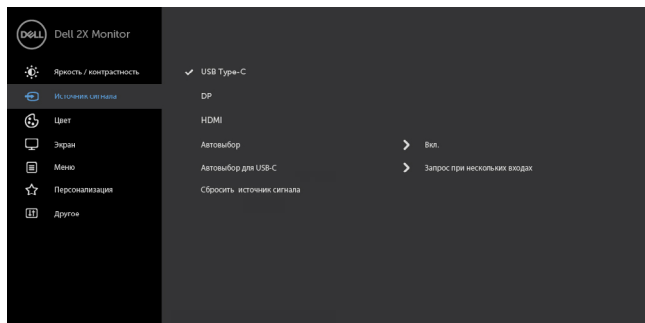 DELL Dell 2X Monitor
Яркость / контрастность
✓ USB Type-C
Источник сигнала
DP
Цвет
HDMI
Экран
Автовыбор
Вкл.
Меню
Автовыбор для USB-C
Запрос при нескольких входах
Персонализация
Сбросить источник сигнала
Другое